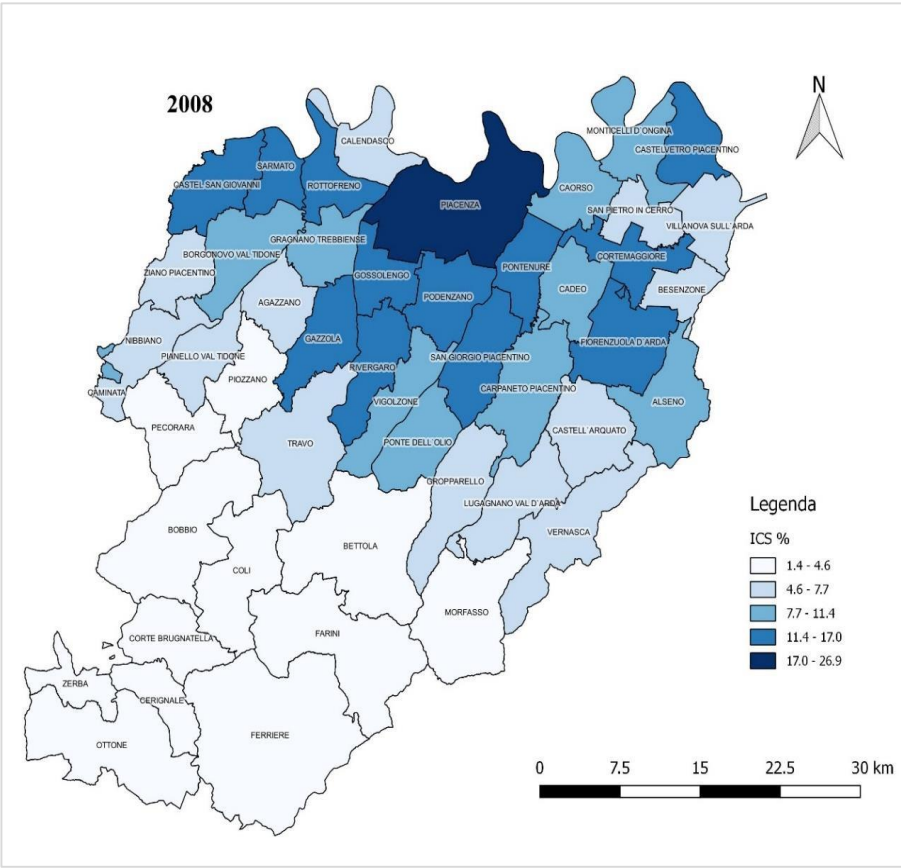 N
2008
MONTICELLI D'ONGINA
CALENDASCO
CASTELVETRO PIACENTINO
SARMATO
CASTEL SAN GIOVANNI
ROTTOFRENO
CAORSO
PIACENZA
SAN PIETRO IN CERRO
VILLANOVA SULL'ARDA
GRAGNANO TREBBIENSE
BORGONOVO VAL TIDONE
CORTEMAGGIORE
ZIANO PIACENTINO
GOSSOLENGO
PONTENURE
CADEO
BESENZONE
PODENZANO
AGAZZANO
GAZZOLA
NIBBIANO
FIORENZUOLA D'ARDA
PIANELLO VAL TIDONE
SAN GIORGIO PIACENTINO
RIVERGARO
PIOZZANO
CARPANETO PIACENTINO
CAMINATA
VIGOLZONE
ALSENO
PECORARA
CASTELL'ARQUATO
TRAVO
PONTE DELL'OLIO
GROPPARELLO
LUGAGNANO VAL D'ARDA
BOBBIO
VERNASCA
BETTOLA
COLI
MORFASSO
CORTE BRUGNATELLA
FARINI
ZERBA
CERIGNALE
OTTONE
FERRIERE
Legenda
ICS %
1.4 - 4.6
4.6 - 7.7
7.7 - 11.4
11.4 - 17.0
17.0 - 26.9
0 7.5 15 22.5 30 km